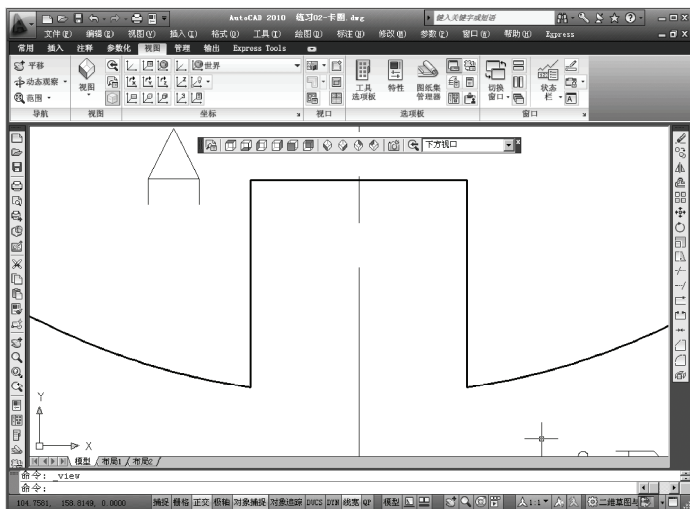 AutoCAD 2010 练习02-卡圈.dwg 键入关键字或短语
文件(F) 编辑(E) 视图(V) 插入(I) 格式(O) 工具(T) 绘图(D) 标注(N) 修改(M) 参数(P) 窗口(W) 帮助(H) Express
常用 插入 注释 参数化 视图 管理 输出 Express Tools
平移
动态观察
范围
视图
世界
工具
选项板
特性
图纸集
管理器
切换
窗口
状态
栏
导航 视图 坐标 视口 选项板 窗口
下方视口
Y
X
模型 布局1 布局2
命令: _view
命令:
104.7581, 158.8149, 0.0000 捕捉 栅格 正交 极轴 对象捕捉 对象追踪 DUCS DYN 线宽 QP 模型 人1:1 二维草图与